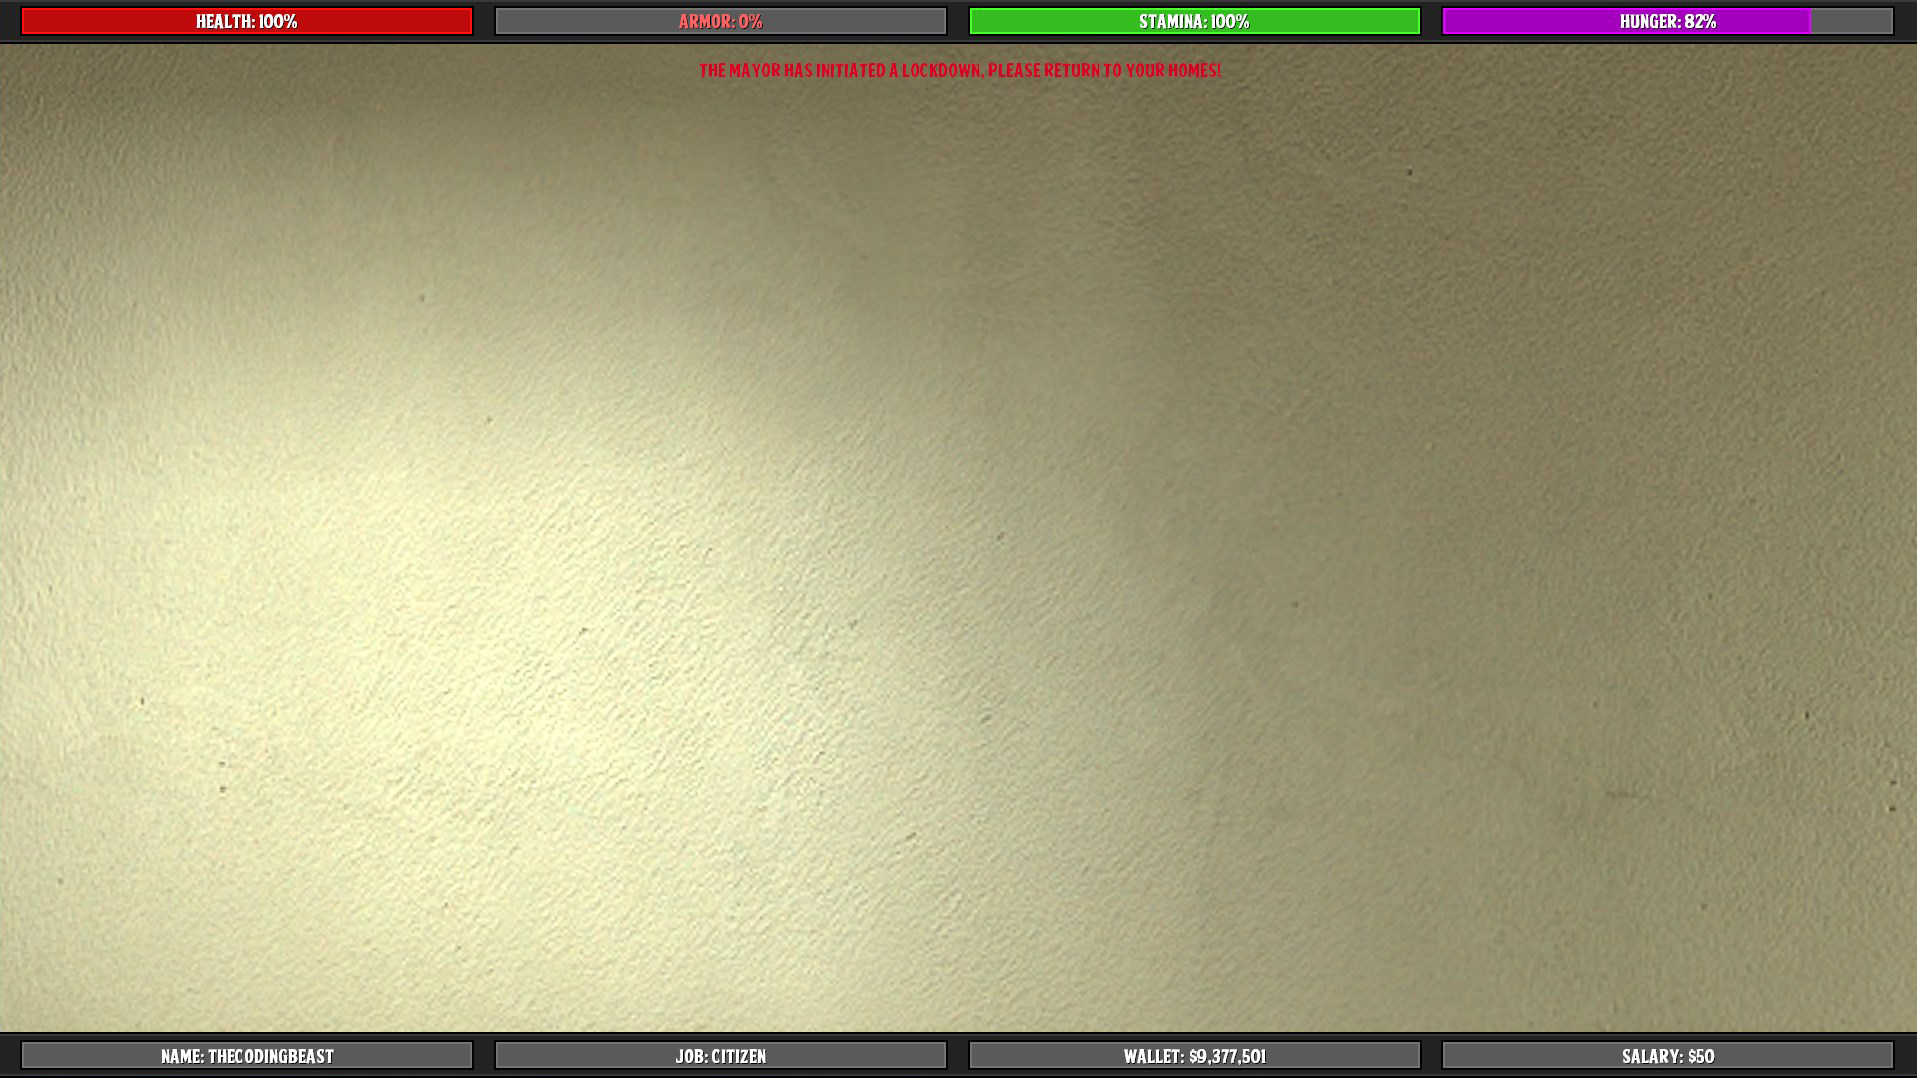 HEALTH: 100%
ARMOR: 0%
STAMINA: 100%
HUNGER: 82%
THE MAYOR HAS INITIATED A LOCKDOWN, PLEASE RETURN TO YOUR HOMES!
NAME: THECODINGBEAST
JOB: CITIZEN
WALLET: $9,377,501
SALARY: $50